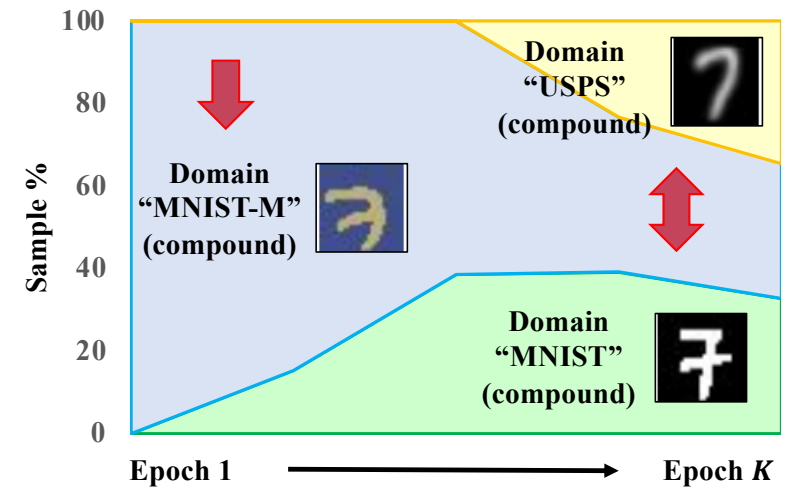 100
80
60
40
20
0
Sample %
Domain
“USPS”
(compound)
Domain
“MNIST-M”
(compound)
Domain
“MNIST”
(compound)
Epoch 1
Epoch K